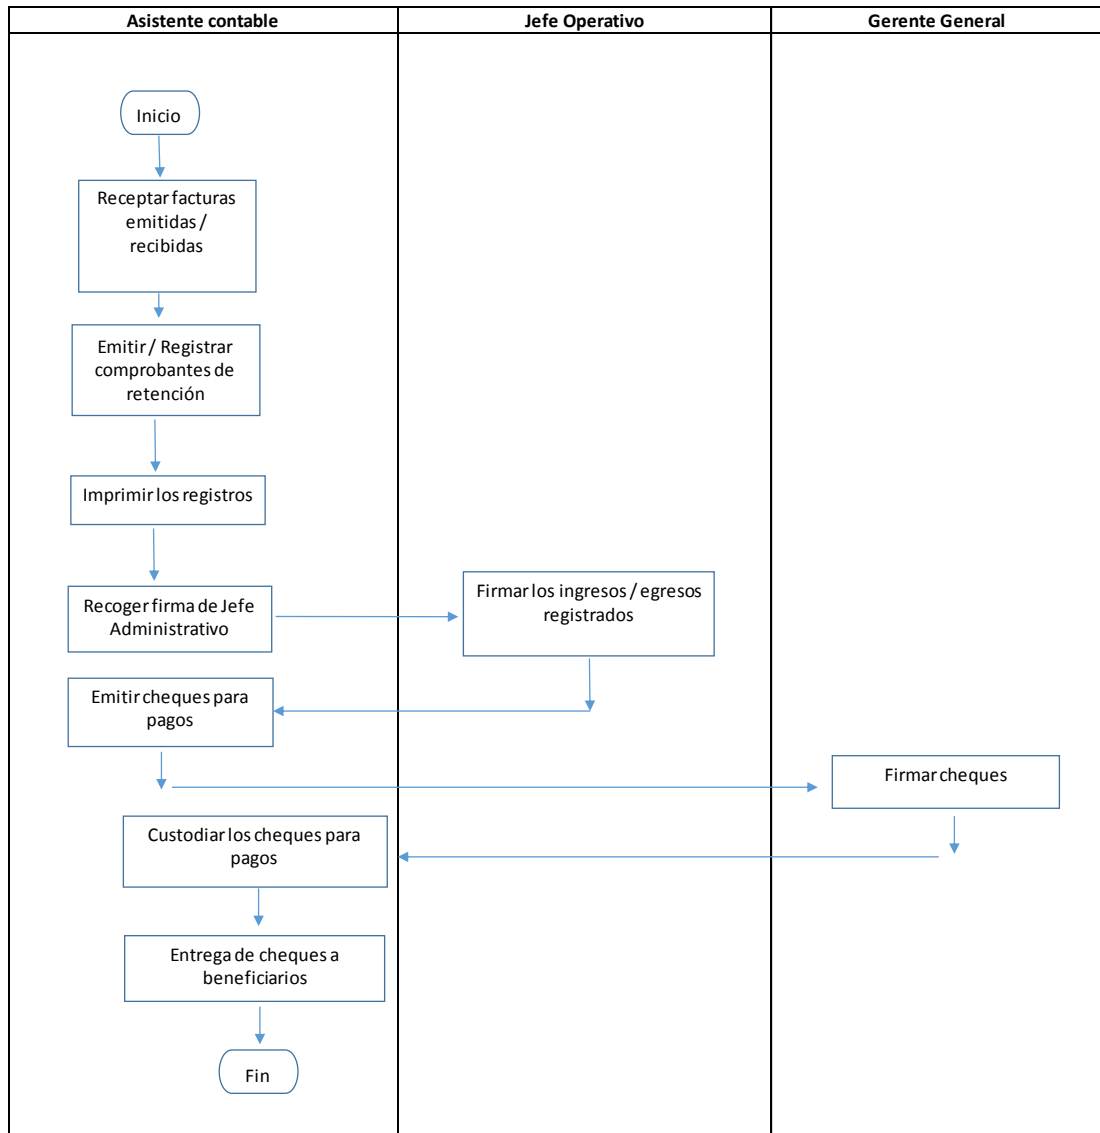 Asistente contable
Jefe Operativo
Gerente General
Inicio
Receptar facturas
emitidas /
recibidas
Emitir / Registrar
comprobantes de
retención
Imprimir los registros
Recoger firma de Jefe
Administrativo
Firmar los ingresos / egresos
registrados
Emitir cheques para
pagos
Firmar cheques
Custodiar los cheques para
pagos
Entrega de cheques a
beneficiarios
Fin